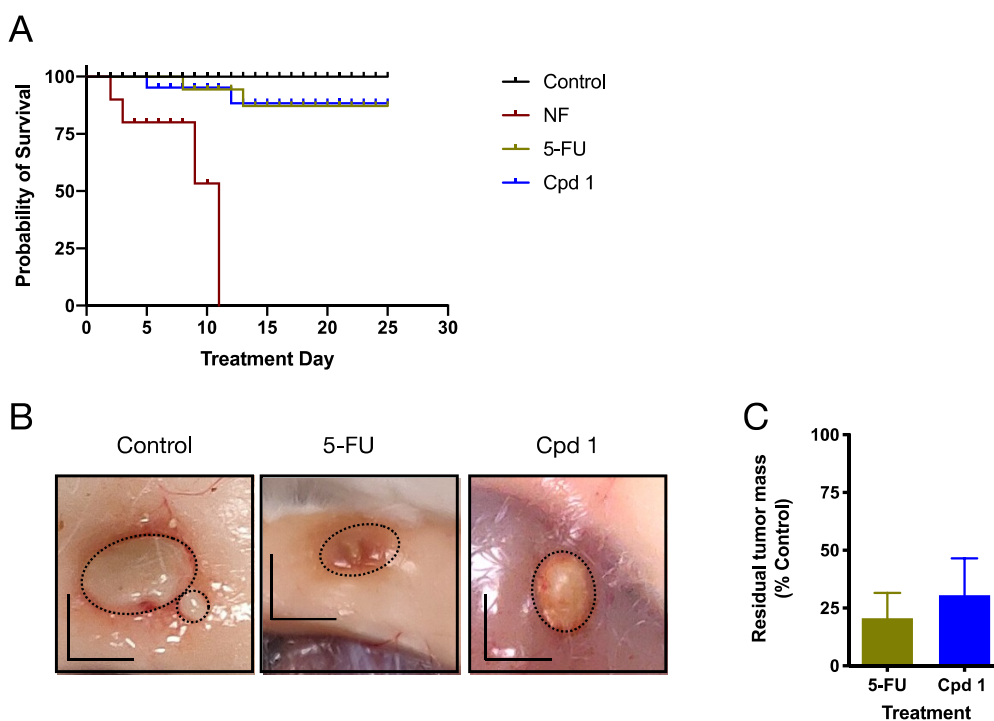 A
100
75
50
25
0
Probability of Survival
0 5 10 15 20 25 30
Treatment Day
Control
NF
5-FU
Cpd 1
B
Control 5-FU Cpd 1
C
100
75
50
25
0
Residual tumor mass
(% Control)
5-FU Cpd 1
Treatment